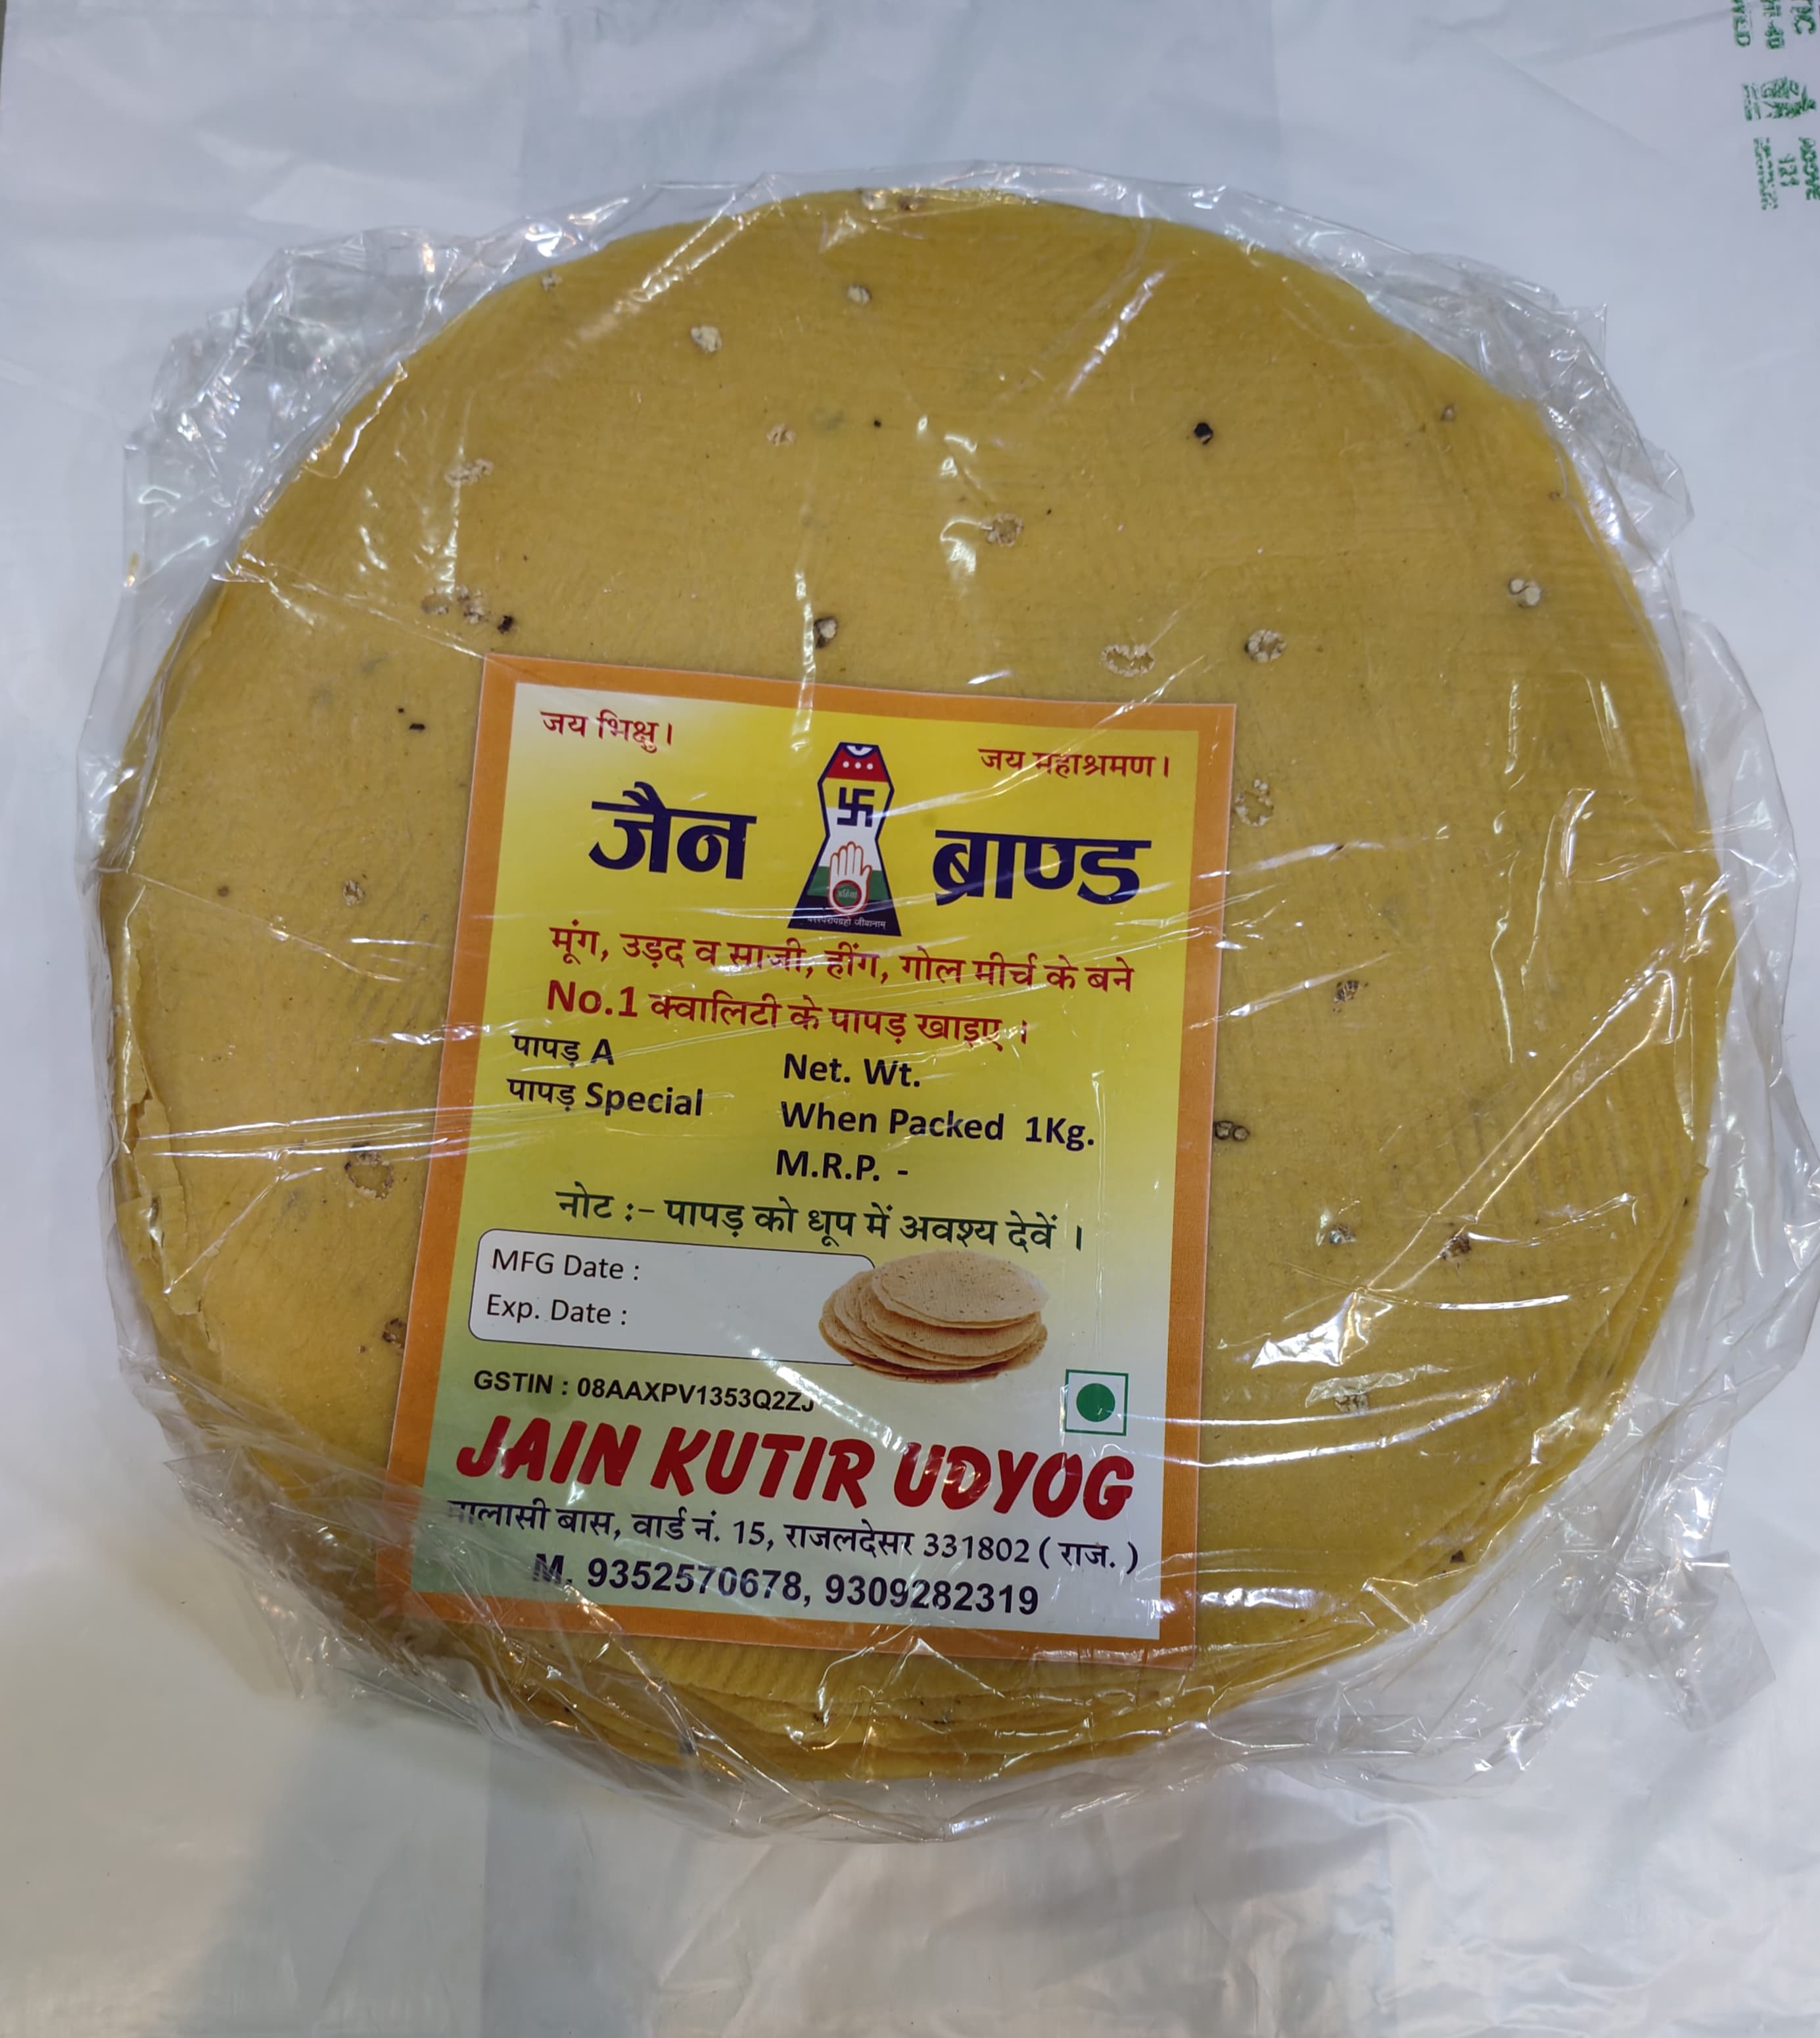 जय भिक्षु।
जय महाश्रमण।
जैन ब्राण्ड
जीवानाम्
मूंग, उड़द व साजी, हींग, गोल मीर्च के बने
No.1 क्वालिटी के पापड़ खाइए ।
पापड़ A
पापड़ Special
Net. Wt.
When Packed 1Kg.
M.R.P. -
नोट :- पापड़ को धूप में अवश्य देवें ।
MFG Date :
Exp. Date :
GSTIN : 08AAXPV1353Q2ZJ
JAIN KUTIR UDYOG
मालासी बास, वार्ड नं. 15, राजलदेसर 331802 ( राज. )
M. 9352570678, 9309282319